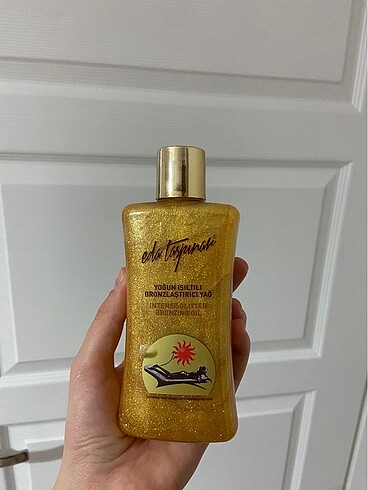 eda taşpınar
YOĞUN IŞILTILI
BRONZLAŞTIRICI YAĞ
INTENSE GLITTER
BRONZING OIL